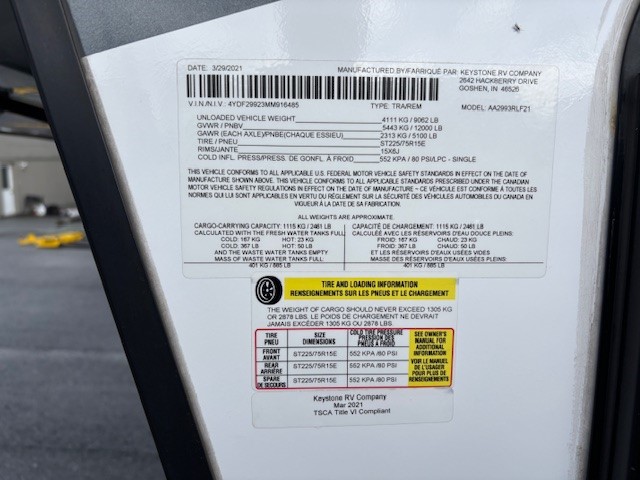 DATE: 3/29/2021
MANUFACTURED BY/FABRIQUÉ PAR: KEYSTONE RV COMPANY
2642 HACKBERRY DRIVE
GOSHEN, IN 46526
V.I.N./N.I.V.: 4YDF29923MM916485 TYPE: TRA/REM MODEL: AA2993RLF21
UNLOADED VEHICLE WEIGHT: 4111 KG / 9062 LB
GVWR / PNBV: 5443 KG / 12000 LB
GAWR (EACH AXLE)/PNBE(CHAQUE ESSIEU): 2313 KG / 5100 LB
TIRE / PNEU: ST225/75R15E
RIMS/JANTE: 15X6J
COLD INFL. PRESS/PRESS. DE GONFL. À FROID: 552 KPA / 80 PSI/LPC - SINGLE
THIS VEHICLE CONFORMS TO ALL APPLICABLE U.S. FEDERAL MOTOR VEHICLE SAFETY STANDARDS IN EFFECT ON THE DATE OF
MANUFACTURE SHOWN ABOVE. THIS VEHICLE CONFORMS TO ALL APPLICABLE STANDARDS PRESCRIBED UNDER THE CANADIAN
MOTOR VEHICLE SAFETY REGULATIONS IN EFFECT ON THE DATE OF MANUFACTURE – CE VÉHICULE EST CONFORME À TOUTES LES
NORMES QUI LUI SONT APPLICABLES EN VERTU DU RÈGLEMENT SUR LA SÉCURITÉ DES VÉHICULES AUTOMOBILES DU CANADA EN
VIGUEUR À LA DATE DE SA FABRICATION.
ALL WEIGHTS ARE APPROXIMATE.
CARGO-CARRYING CAPACITY: 1115 KG / 2461 LB
CALCULATED WITH THE FRESH WATER TANKS FULL:
COLD: 167 KG HOT: 23 KG
COLD: 367 LB HOT: 50 LB
AND THE WASTE WATER TANKS EMPTY
MASS OF WASTE WATER TANKS FULL:
401 KG / 885 LB
CAPACITÉ DE CHARGEMENT: 1115 KG / 2461 LB
CALCULÉE AVEC LES RÉSERVOIRS D'EAU DOUCE PLEINS:
FROID: 167 KG CHAUD: 23 KG
FROID: 367 LB CHAUD: 50 LB
ET LES RÉSERVOIRS D'EAUX USÉES VIDES
MASSE DES RÉSERVOIRS D'EAUX USÉES PLEINS:
401 KG / 885 LB
TIRE AND LOADING INFORMATION
RENSEIGNEMENTS SUR LES PNEUS ET LE CHARGEMENT
THE WEIGHT OF CARGO SHOULD NEVER EXCEED 1305 KG
OR 2878 LBS. LE POIDS DE CHARGEMENT NE DEVRAIT
JAMAIS EXCÉDER 1305 KG OU 2878 LBS.
TIRE
PNEU
SIZE
DIMENSIONS
COLD TIRE PRESSURE
PRESSION DES
PNEUS A FROID
FRONT
AVANT
ST225/75R15E 552 KPA /80 PSI
REAR
ARRIÈRE
ST225/75R15E 552 KPA /80 PSI
SPARE
DE SECOURS
ST225/75R15E 552 KPA /80 PSI
SEE OWNER'S
MANUAL FOR
ADDITIONAL
INFORMATION
VOIR LE MANUEL
DE L'USAGER
POUR PLUS DE
RENSEIGNEMENTS
Keystone RV Company
Mar 2021
TSCA Title VI Compliant